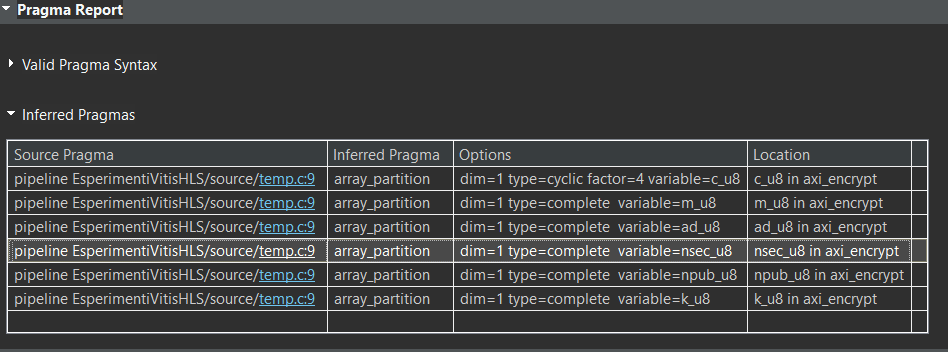 Pragma Report
Valid Pragma Syntax
Inferred Pragmas
Source Pragma Inferred Pragma Options Location
pipeline EsperimentiVitisHLS/source/temp.c:9 array_partition dim=1 type=cyclic factor=4 variable=c_u8 c_u8 in axi_encrypt
pipeline EsperimentiVitisHLS/source/temp.c:9 array_partition dim=1 type=complete variable=m_u8 m_u8 in axi_encrypt
pipeline EsperimentiVitisHLS/source/temp.c:9 array_partition dim=1 type=complete variable=ad_u8 ad_u8 in axi_encrypt
pipeline EsperimentiVitisHLS/source/temp.c:9 array_partition dim=1 type=complete variable=nsec_u8 nsec_u8 in axi_encrypt
pipeline EsperimentiVitisHLS/source/temp.c:9 array_partition dim=1 type=complete variable=npub_u8 npub_u8 in axi_encrypt
pipeline EsperimentiVitisHLS/source/temp.c:9 array_partition dim=1 type=complete variable=k_u8 k_u8 in axi_encrypt